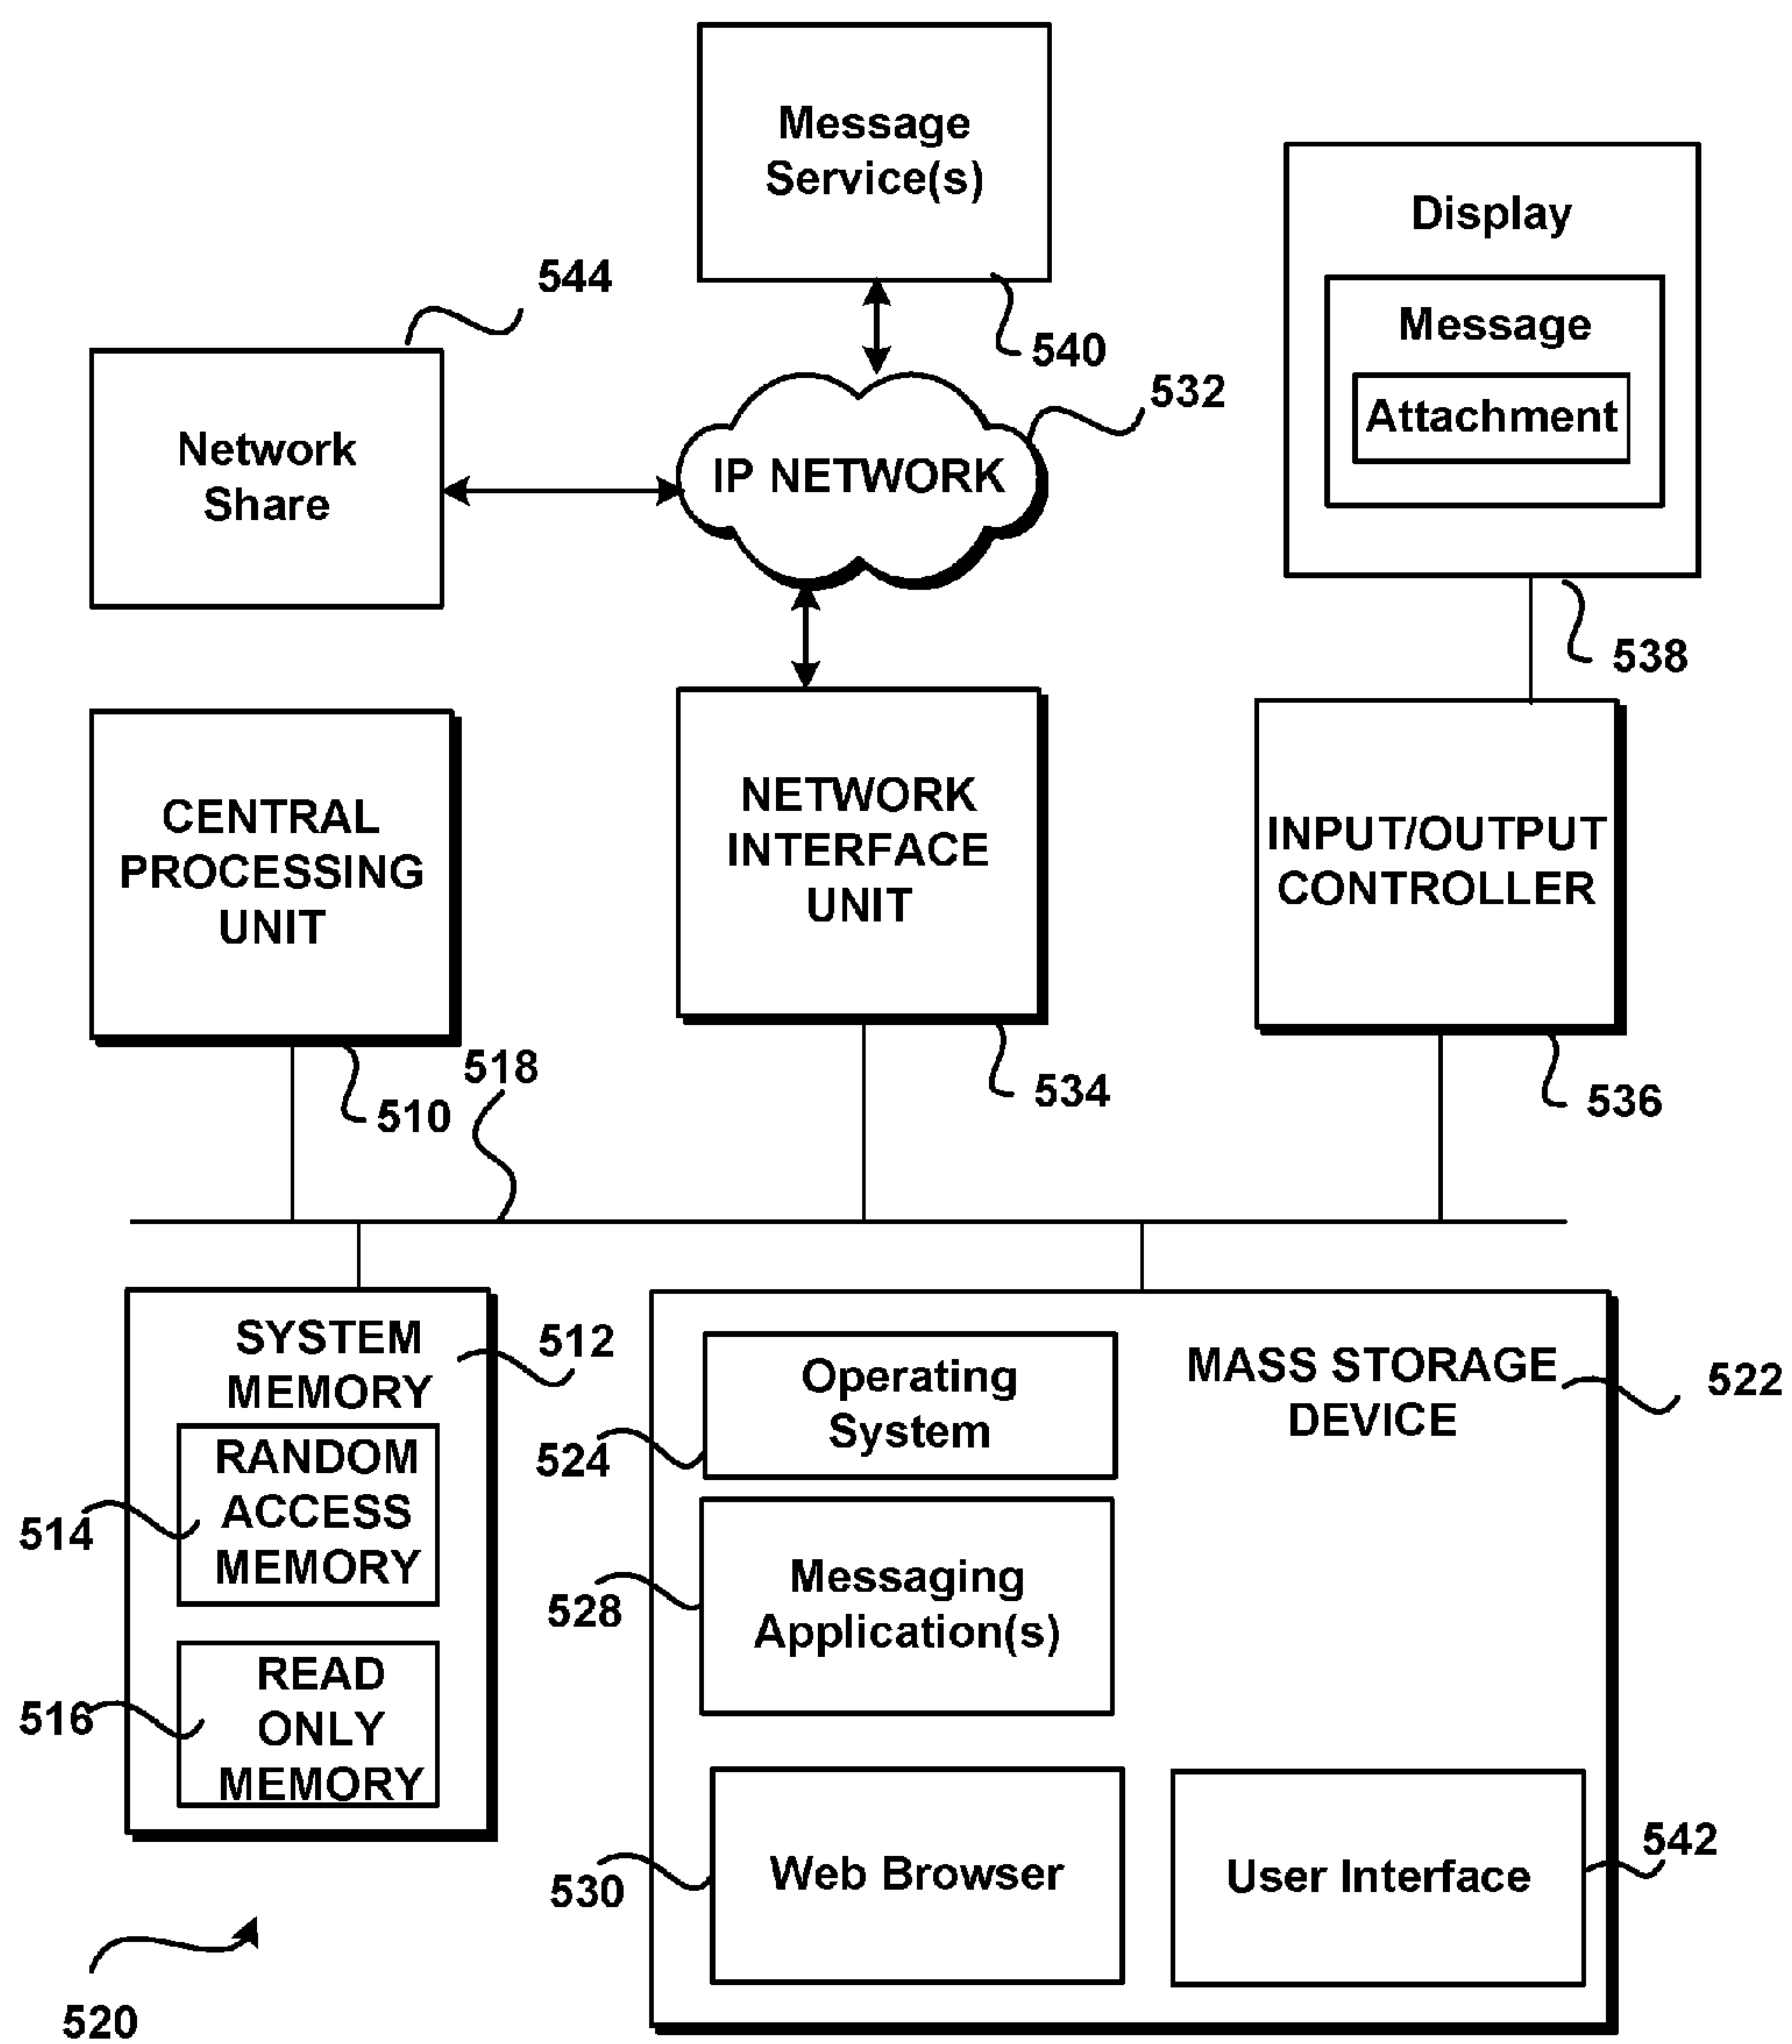 Message
Service(s)
540
Display
Message
Attachment
538
544
Network
Share
IP NETWORK
532
CENTRAL
PROCESSING
UNIT
510
NETWORK
INTERFACE
UNIT
534
INPUT/OUTPUT
CONTROLLER
536
518
SYSTEM
MEMORY
512
RANDOM
ACCESS
MEMORY
514
READ
ONLY
MEMORY
516
MASS STORAGE
DEVICE
522
Operating
System
524
Messaging
Application(s)
528
Web Browser
530
User Interface
542
520